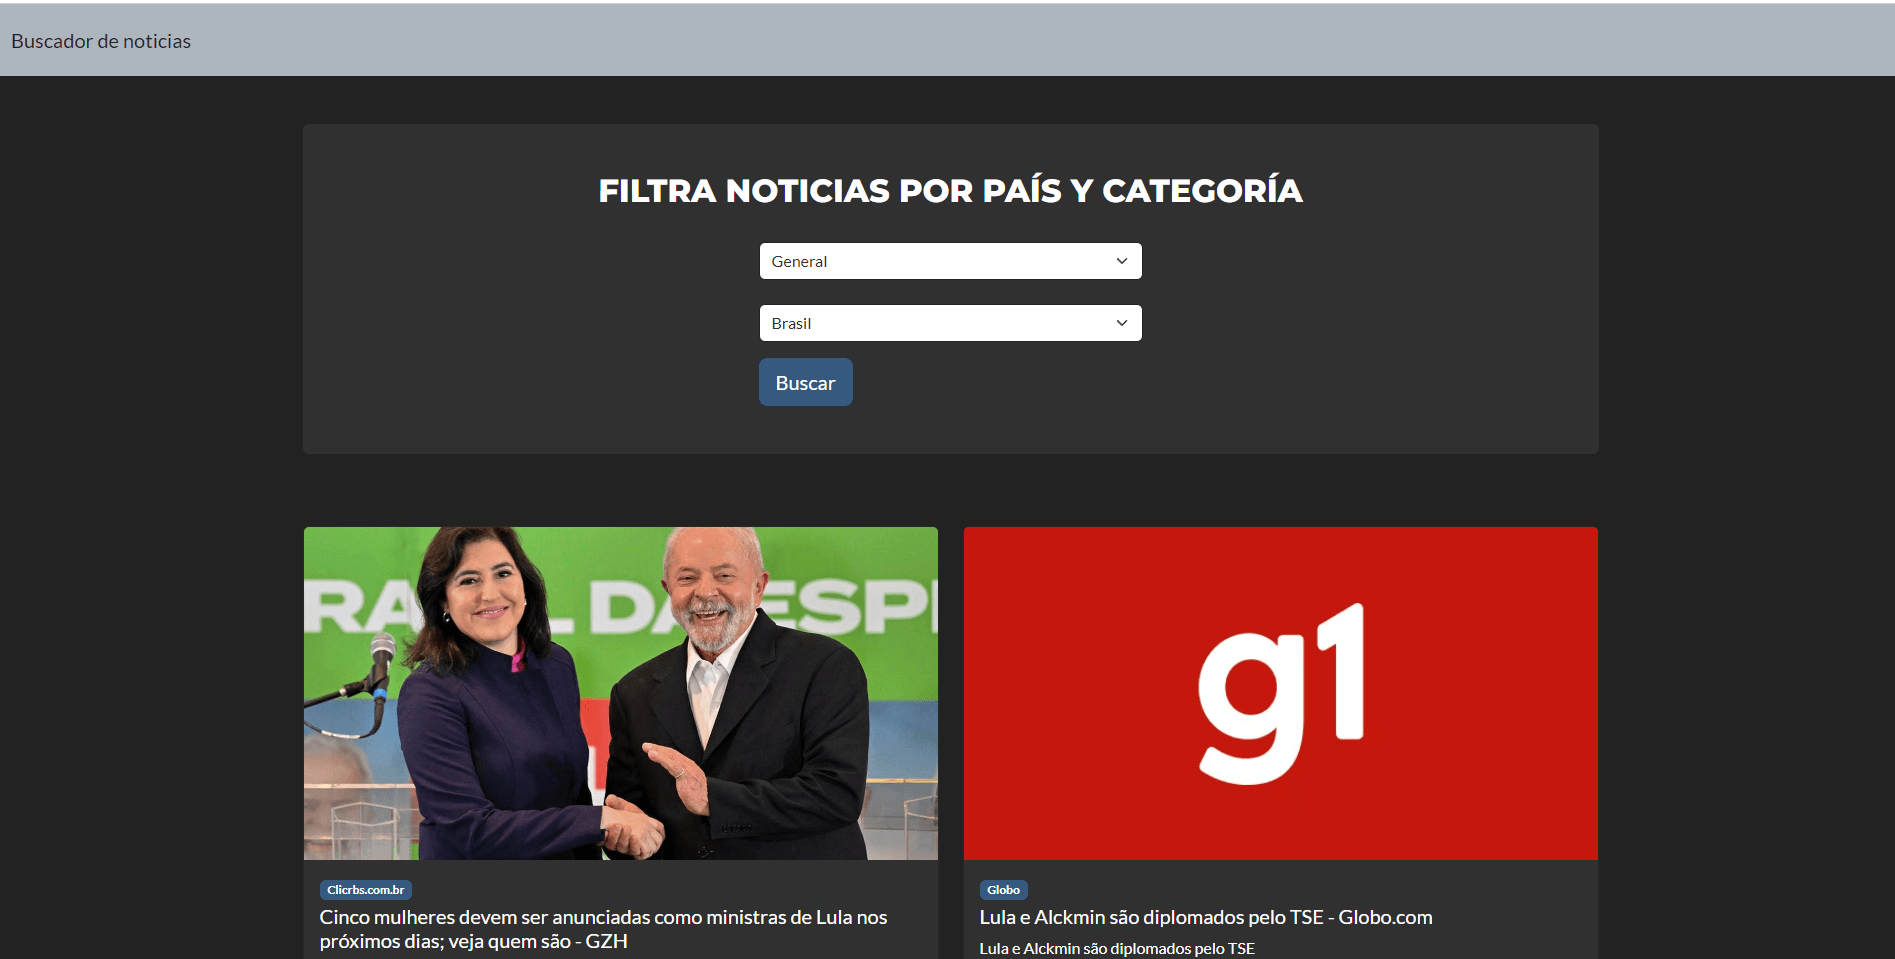 Buscador de noticias
FILTRA NOTICIAS POR PAÍS Y CATEGORÍA
General
Brasil
Buscar
RA L DA ESP
g1
Clicrbs.com.br
Cinco mulheres devem ser anunciadas como ministras de Lula nos
próximos dias; veja quem são - GZH
Globo
Lula e Alckmin são diplomados pelo TSE - Globo.com
Lula e Alckmin são diplomados pelo TSE